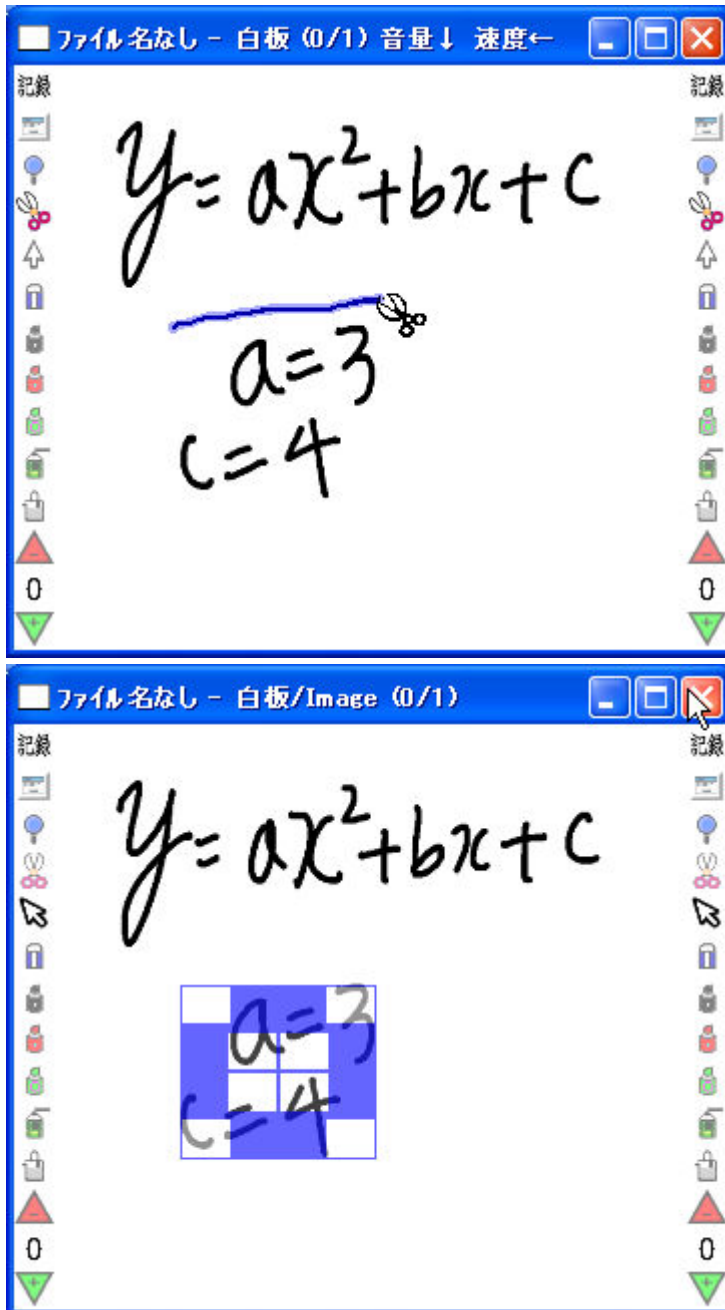 ファイル名なし - 白板 (0/1) 音量↓ 速度←
記録 記録
y = ax²+bx+c
a=3
c=4
0 0
ファイル名なし - 白板/Image (0/1)
記録 記録
y = ax²+bx+c
a=3
c=4
0 0